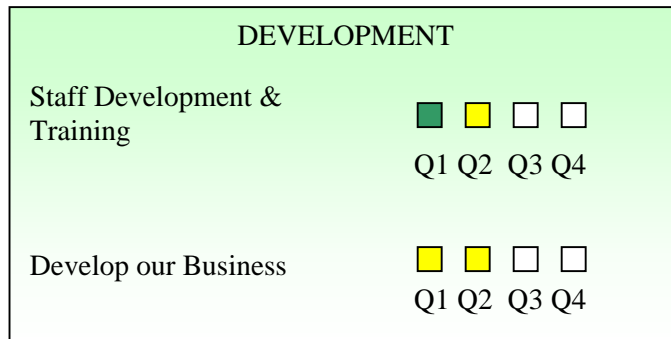 DEVELOPMENT
Staff Development &
Training
Q1 Q2 Q3 Q4
Develop our Business
Q1 Q2 Q3 Q4